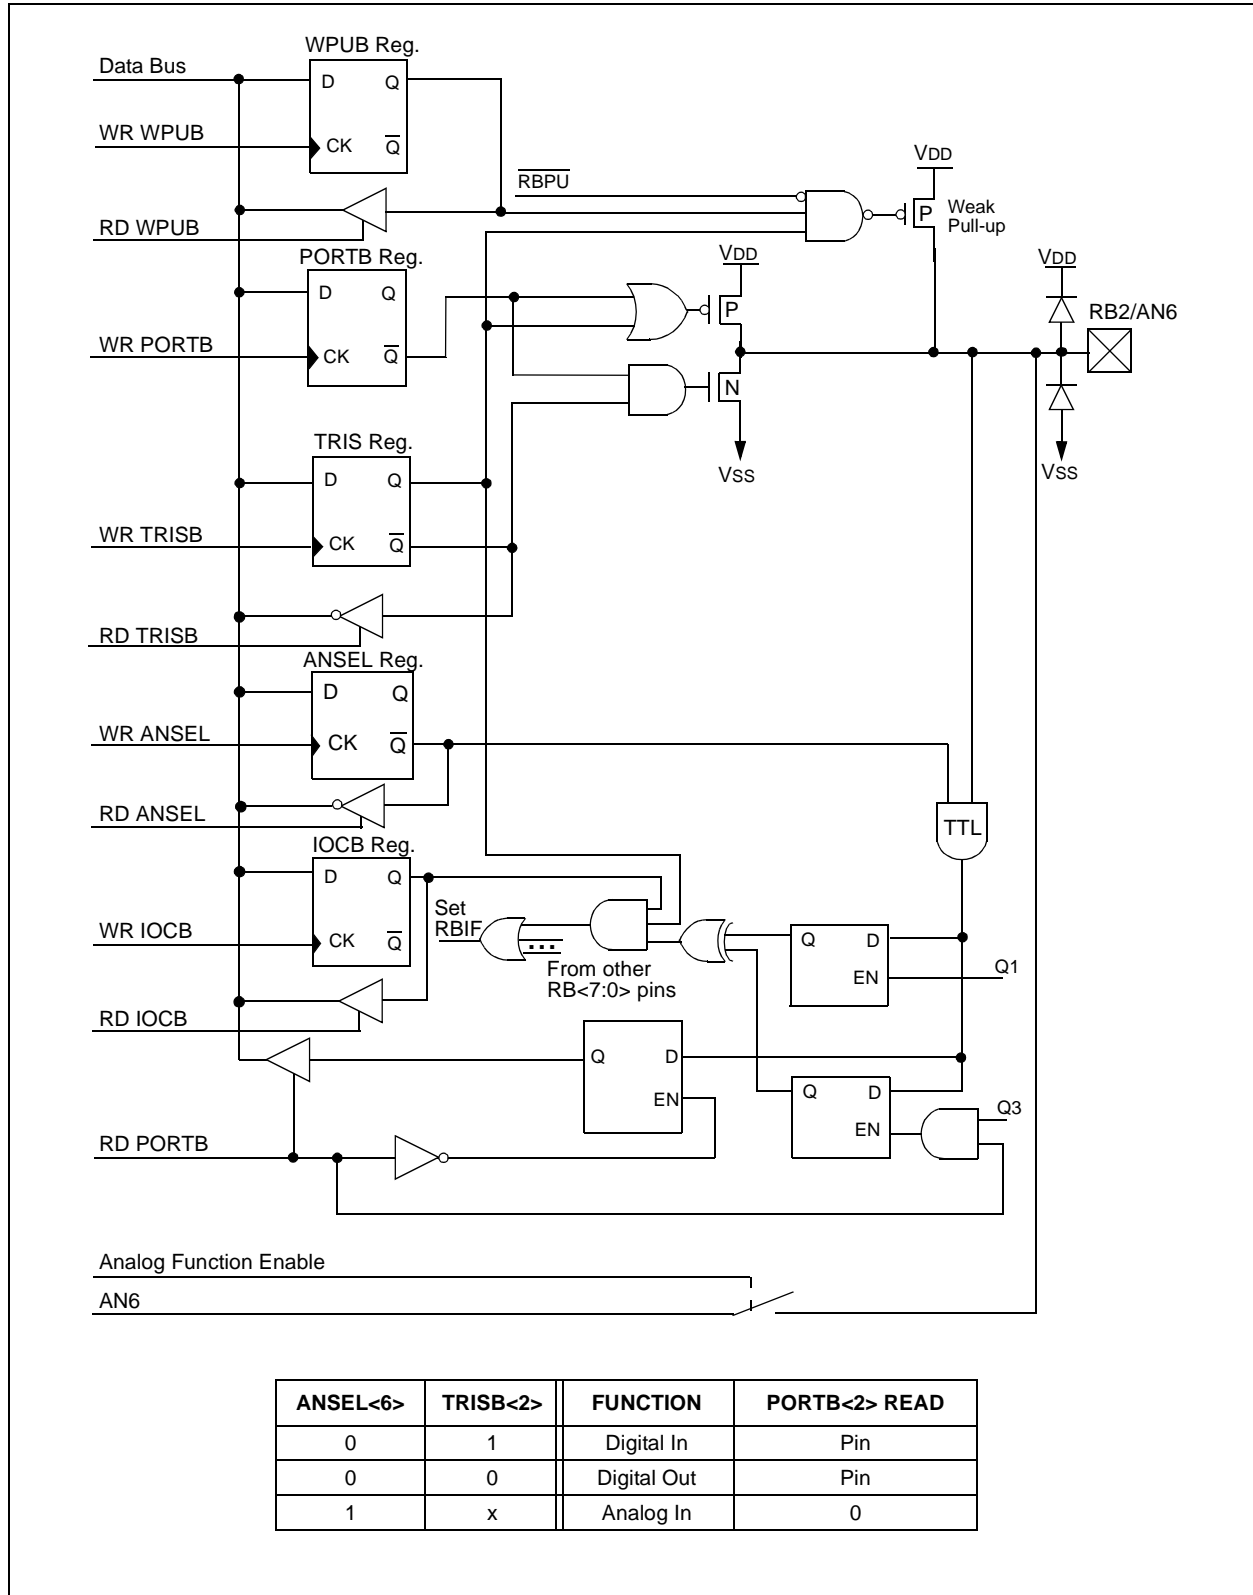 WPUB Reg.
Data Bus
D Q
WR WPUB
CK Q̅
VDD
R̅B̅P̅U̅
P Weak
Pull-up
RD WPUB
PORTB Reg.
VDD
VDD
D Q
P
RB2/AN6
WR PORTB
CK Q̅
N
TRIS Reg.
VSS
VSS
D Q
WR TRISB
CK Q̅
RD TRISB
ANSEL Reg.
D Q
WR ANSEL
CK Q̅
RD ANSEL
TTL
IOCB Reg.
D Q
Set
RBIF
WR IOCB
CK Q̅
From other
RB<7:0> pins
Q D
EN
Q1
RD IOCB
Q D
EN
Q D
EN
Q3
RD PORTB
Analog Function Enable
AN6
ANSEL<6> TRISB<2> FUNCTION PORTB<2> READ
0 1 Digital In Pin
0 0 Digital Out Pin
1 x Analog In 0